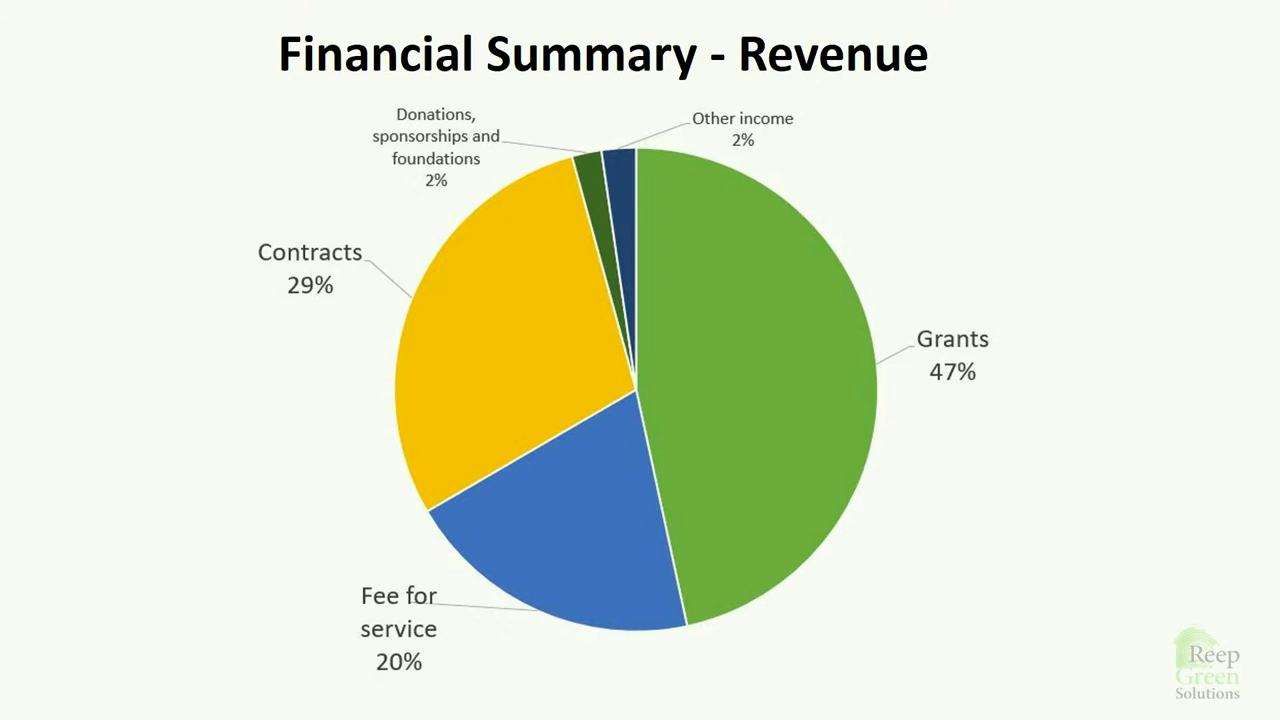 Financial Summary - Revenue
Donations,
sponsorships and
foundations
2%
Other income
2%
Contracts
29%
Grants
47%
Fee for
service
20%
Reep
Green
Solutions